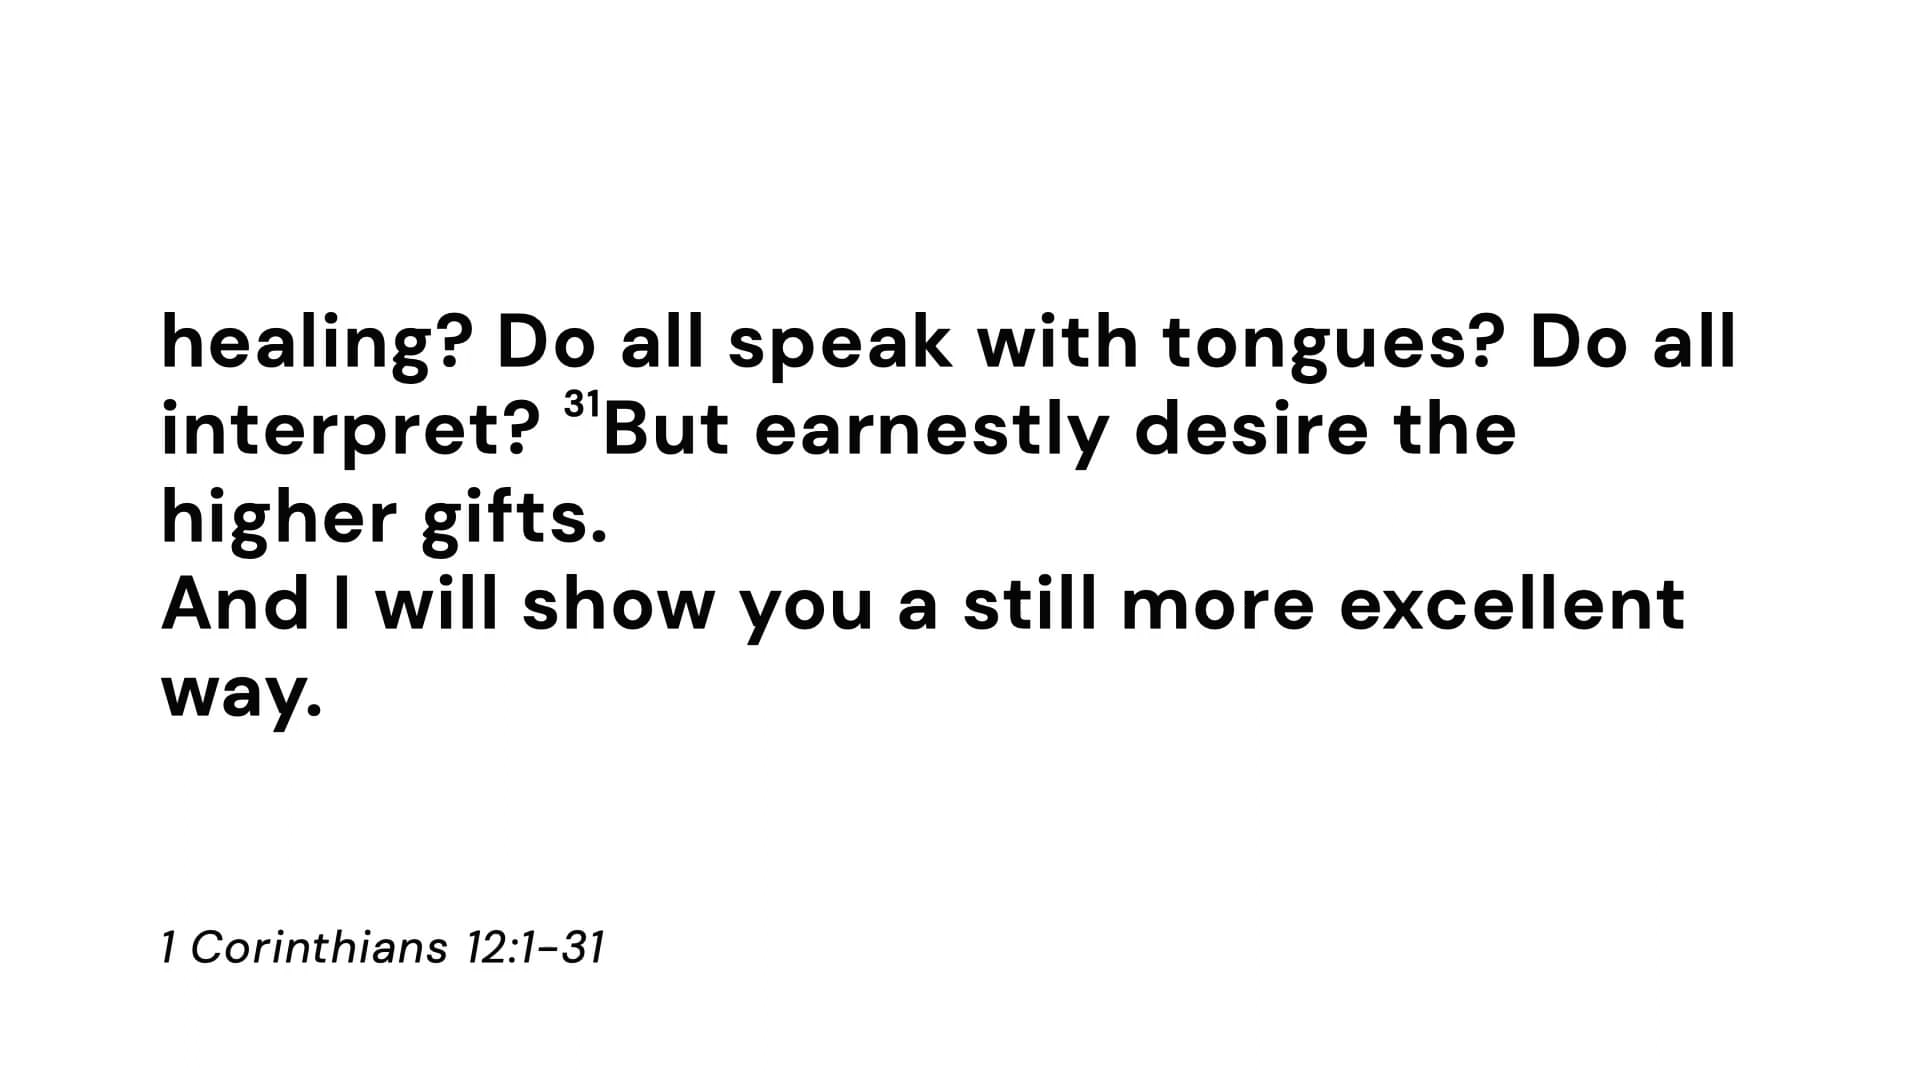 healing? Do all speak with tongues? Do all
interpret? ³¹But earnestly desire the
higher gifts.
And I will show you a still more excellent
way.
1 Corinthians 12:1–31